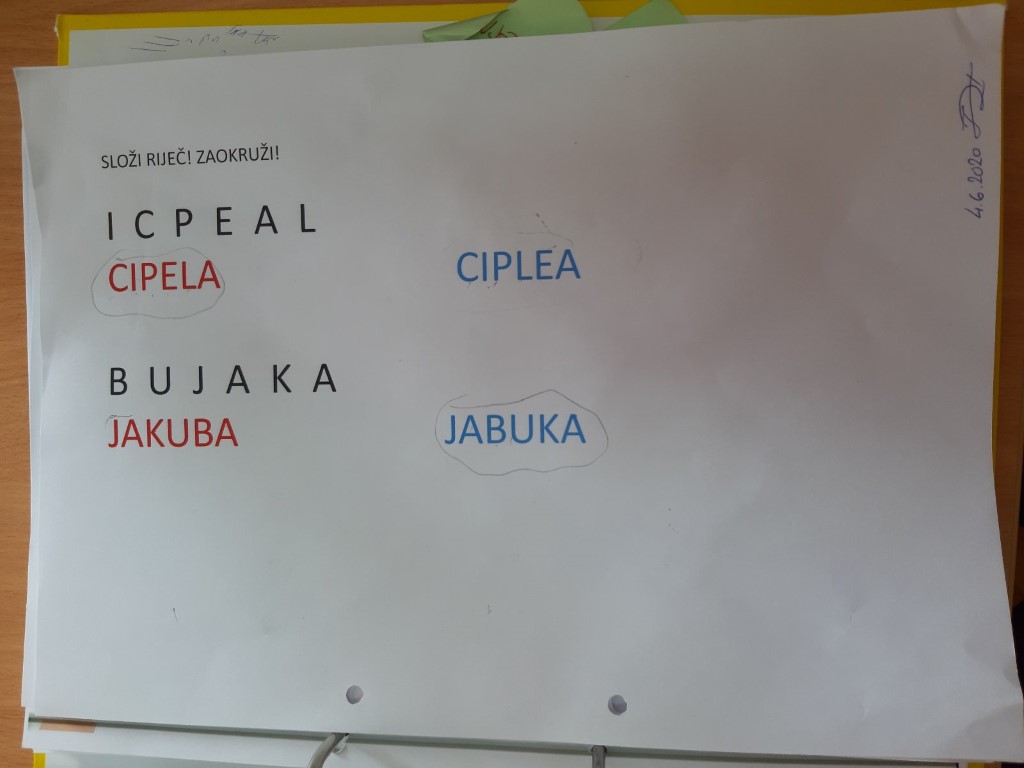 SLOŽI RIJEČ! ZAOKRUŽI!
I C P E A L
CIPELA CIPLEA
B U J A K A
JAKUBA JABUKA
4.6.2020